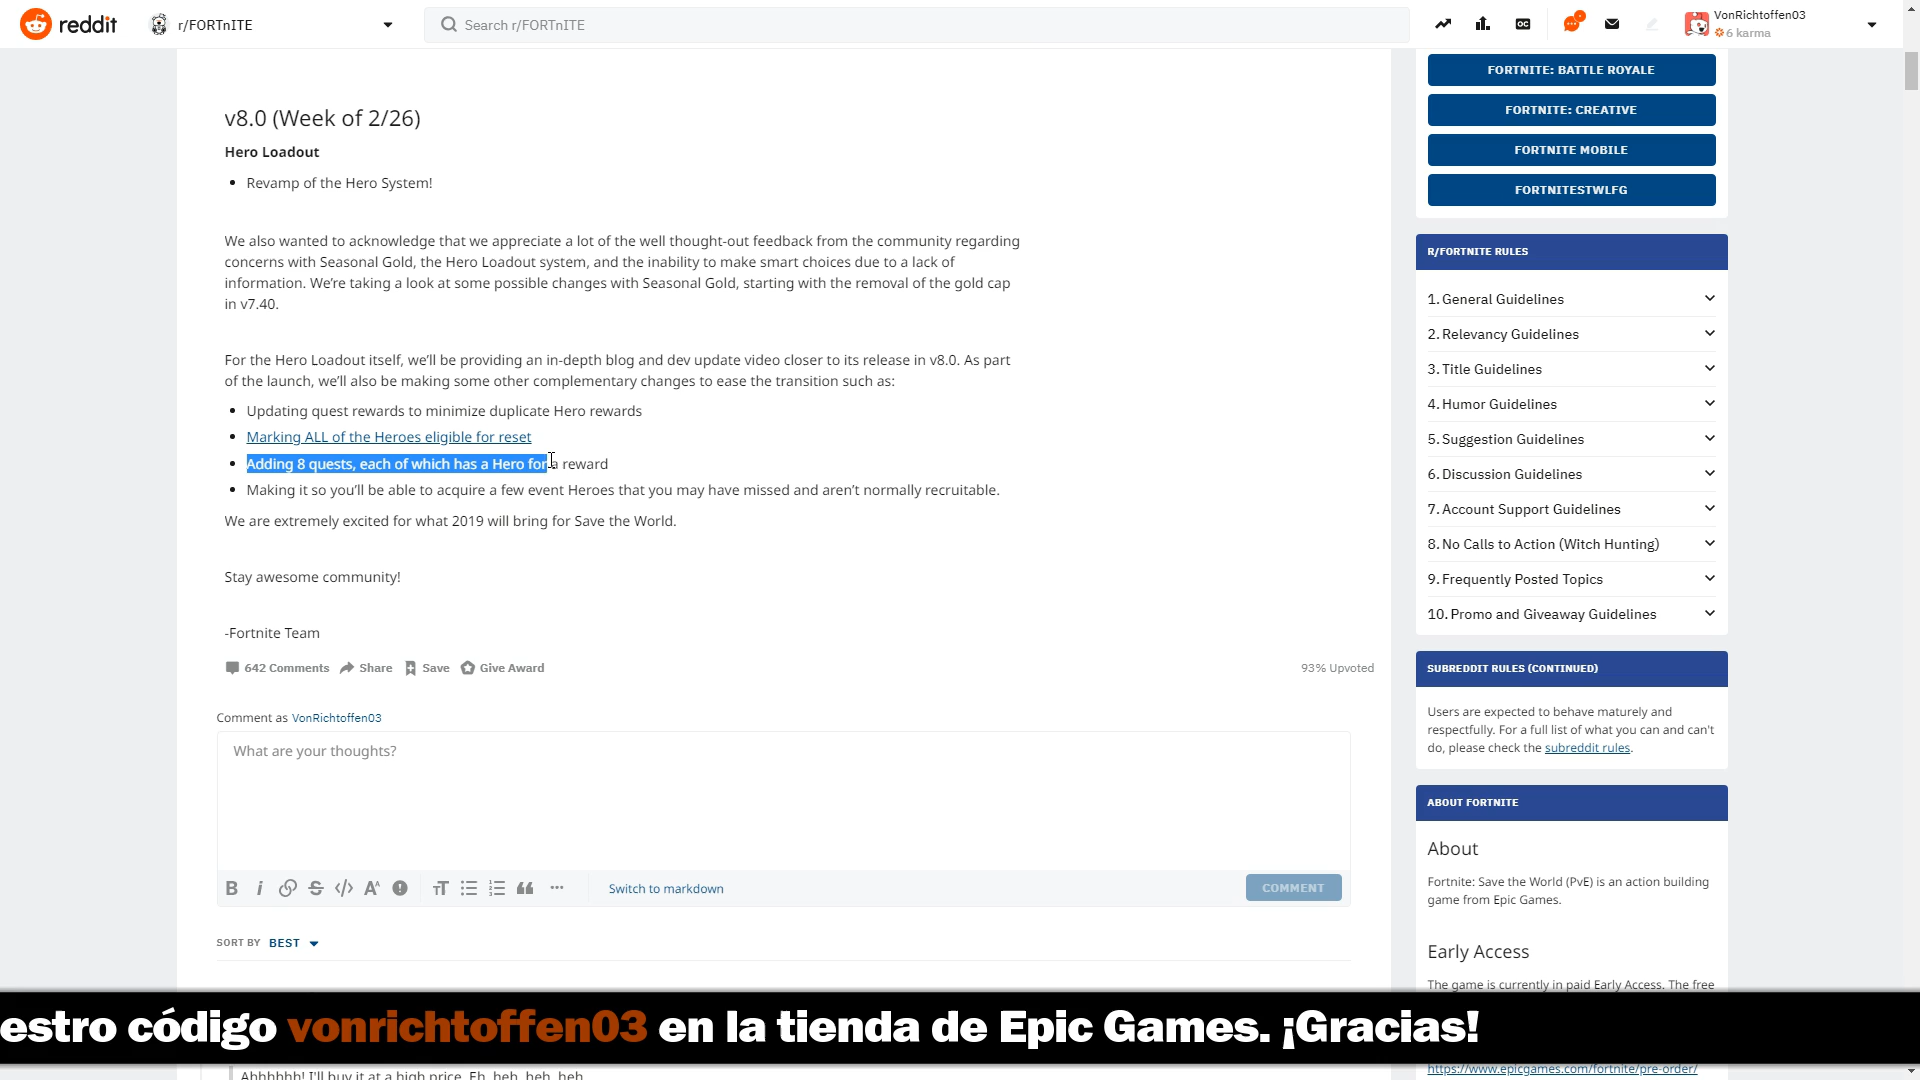 reddit
r/FORTnITE
Search r/FORTnITE
OC
VonRichtoffen03
6 karma
v8.0 (Week of 2/26)
Hero Loadout
• Revamp of the Hero System!
We also wanted to acknowledge that we appreciate a lot of the well thought-out feedback from the community regarding
concerns with Seasonal Gold, the Hero Loadout system, and the inability to make smart choices due to a lack of
information. We're taking a look at some possible changes with Seasonal Gold, starting with the removal of the gold cap
in v7.40.
For the Hero Loadout itself, we'll be providing an in-depth blog and dev update video closer to its release in v8.0. As part
of the launch, we'll also be making some other complementary changes to ease the transition such as:
• Updating quest rewards to minimize duplicate Hero rewards
• Marking ALL of the Heroes eligible for reset
• Adding 8 quests, each of which has a Hero for a reward
• Making it so you'll be able to acquire a few event Heroes that you may have missed and aren't normally recruitable.
We are extremely excited for what 2019 will bring for Save the World.
Stay awesome community!
-Fortnite Team
642 Comments Share Save Give Award
93% Upvoted
Comment as VonRichtoffen03
What are your thoughts?
Switch to markdown
COMMENT
SORT BY BEST
Ahhhhhh! I'll buy it at a high price. Eh, heh, heh, heh
FORTNITE: BATTLE ROYALE
FORTNITE: CREATIVE
FORTNITE MOBILE
FORTNITESTWLFG
R/FORTNITE RULES
1. General Guidelines
2. Relevancy Guidelines
3. Title Guidelines
4. Humor Guidelines
5. Suggestion Guidelines
6. Discussion Guidelines
7. Account Support Guidelines
8. No Calls to Action (Witch Hunting)
9. Frequently Posted Topics
10. Promo and Giveaway Guidelines
SUBREDDIT RULES (CONTINUED)
Users are expected to behave maturely and
respectfully. For a full list of what you can and can't
do, please check the subreddit rules.
ABOUT FORTNITE
About
Fortnite: Save the World (PvE) is an action building
game from Epic Games.
Early Access
The game is currently in paid Early Access. The free
https://www.epicgames.com/fortnite/pre-order/
estro código vonrichtoffen03 en la tienda de Epic Games. ¡Gracias!